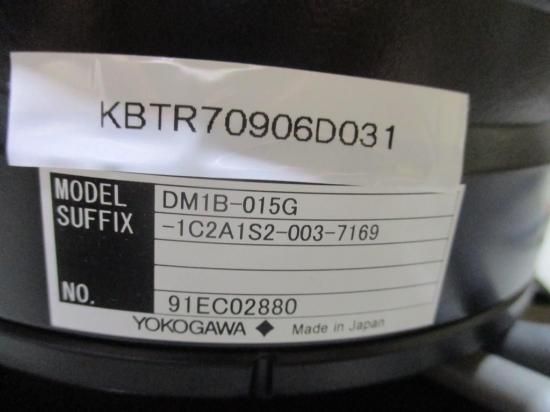 KBTR70906D031
MODEL DM1B-015G
SUFFIX -1C2A1S2-003-7169
NO. 91EC02880
YOKOGAWA ◆ Made in Japan